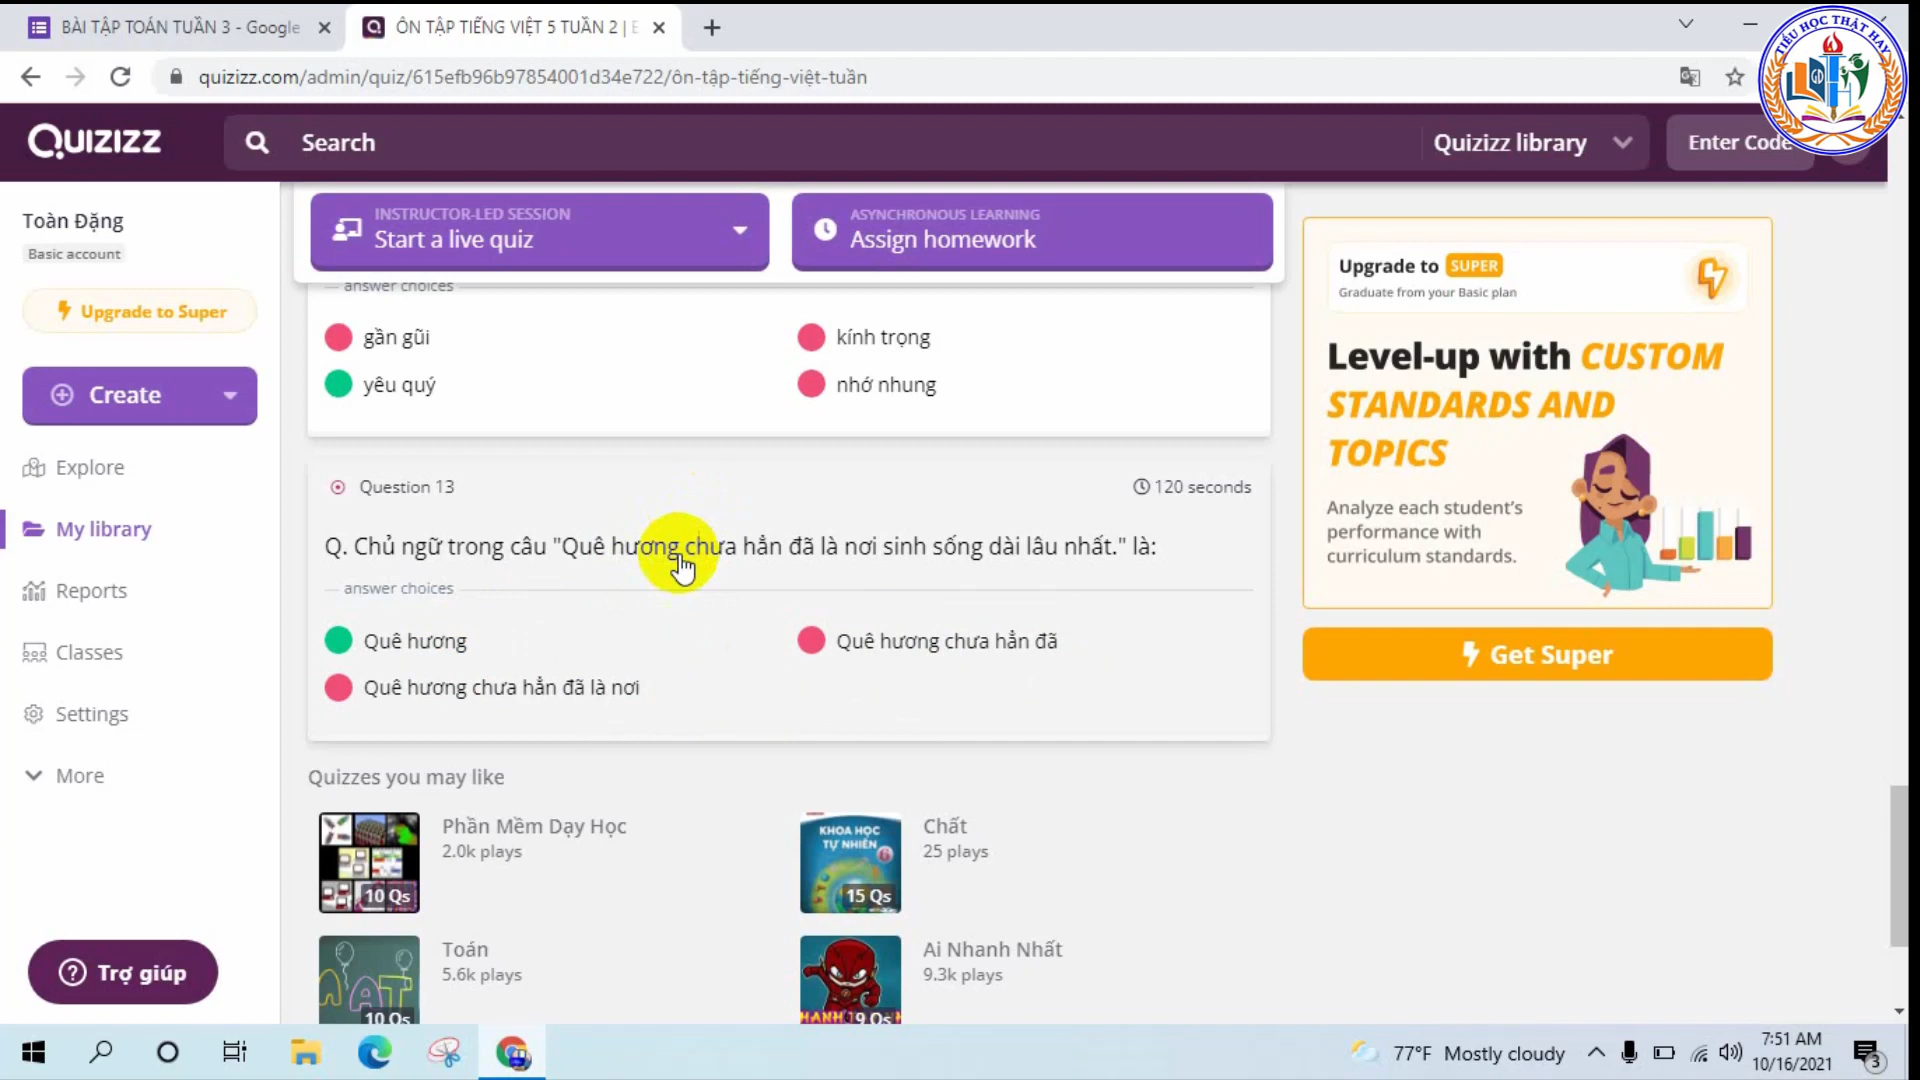 BÀI TẬP TOÁN TUẦN 3 - Google
ÔN TẬP TIẾNG VIỆT 5 TUẦN 2 | E
quizizz.com/admin/quiz/615efb96b97854001d34e722/ôn-tập-tiếng-việt-tuần
TIỂU HỌC THẬT HAY
GD
TH
Quizizz
Search
Quizizz library
Enter Code
Toàn Đặng
Basic account
Upgrade to Super
Create
Explore
My library
Reports
Classes
Settings
More
Trợ giúp
INSTRUCTOR-LED SESSION
Start a live quiz
ASYNCHRONOUS LEARNING
Assign homework
answer choices
gần gũi
kính trọng
yêu quý
nhớ nhung
Question 13
120 seconds
Q. Chủ ngữ trong câu "Quê hương chưa hẳn đã là nơi sinh sống dài lâu nhất." là:
answer choices
Quê hương
Quê hương chưa hẳn đã
Quê hương chưa hẳn đã là nơi
Quizzes you may like
Phần Mềm Dạy Học
2.0k plays
10 Qs
KHOA HỌC
TỰ NHIÊN 6
15 Qs
Chất
25 plays
Toán
5.6k plays
10 Qs
Ai Nhanh Nhất
9.3k plays
9 Qs
Upgrade to SUPER
Graduate from your Basic plan
Level-up with CUSTOM
STANDARDS AND
TOPICS
Analyze each student's
performance with
curriculum standards.
Get Super
77°F Mostly cloudy
7:51 AM
10/16/2021
3